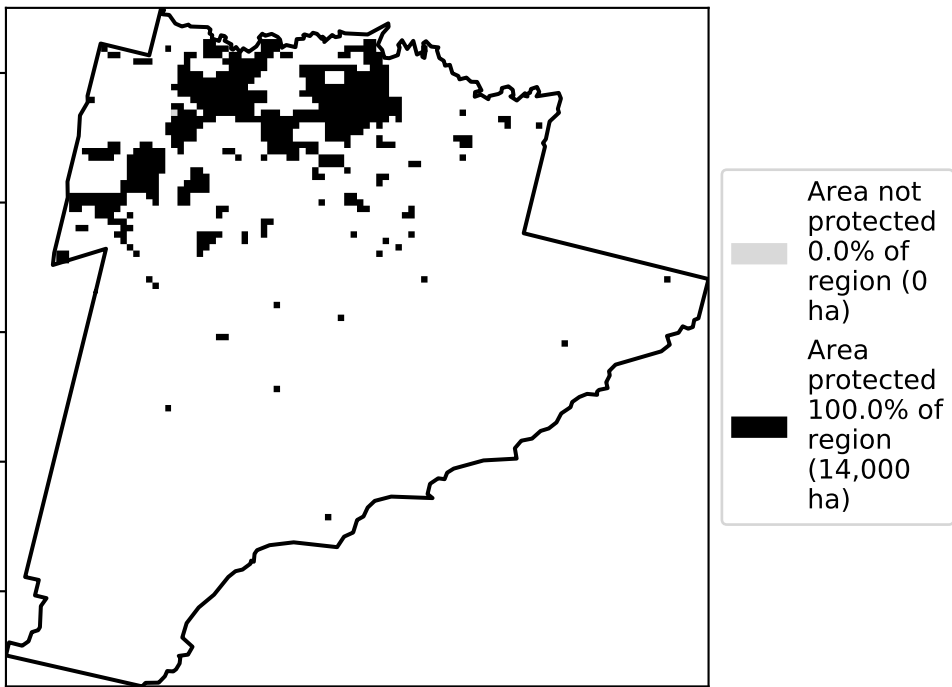 Area not
protected
0.0% of
region (0
ha)
Area
protected
100.0% of
region
(14,000
ha)